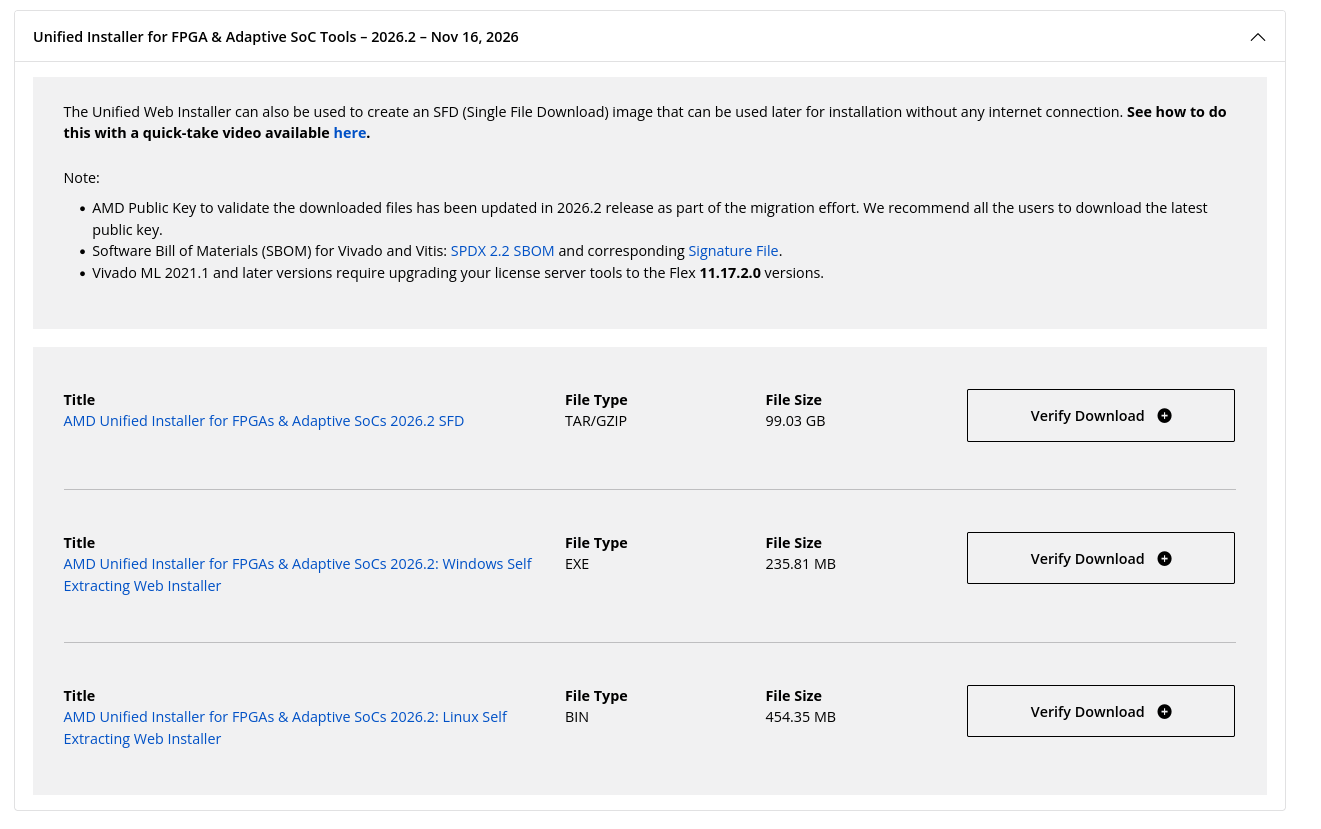 Unified Installer for FPGA & Adaptive SoC Tools – 2026.2 – Nov 16, 2026
The Unified Web Installer can also be used to create an SFD (Single File Download) image that can be used later for installation without any internet connection. See how to do
this with a quick-take video available here.
Note:
• AMD Public Key to validate the downloaded files has been updated in 2026.2 release as part of the migration effort. We recommend all the users to download the latest
public key.
• Software Bill of Materials (SBOM) for Vivado and Vitis: SPDX 2.2 SBOM and corresponding Signature File.
• Vivado ML 2021.1 and later versions require upgrading your license server tools to the Flex 11.17.2.0 versions.
Title File Type File Size
AMD Unified Installer for FPGAs & Adaptive SoCs 2026.2 SFD TAR/GZIP 99.03 GB Verify Download
Title File Type File Size
AMD Unified Installer for FPGAs & Adaptive SoCs 2026.2: Windows Self EXE 235.81 MB Verify Download
Extracting Web Installer
Title File Type File Size
AMD Unified Installer for FPGAs & Adaptive SoCs 2026.2: Linux Self BIN 454.35 MB Verify Download
Extracting Web Installer